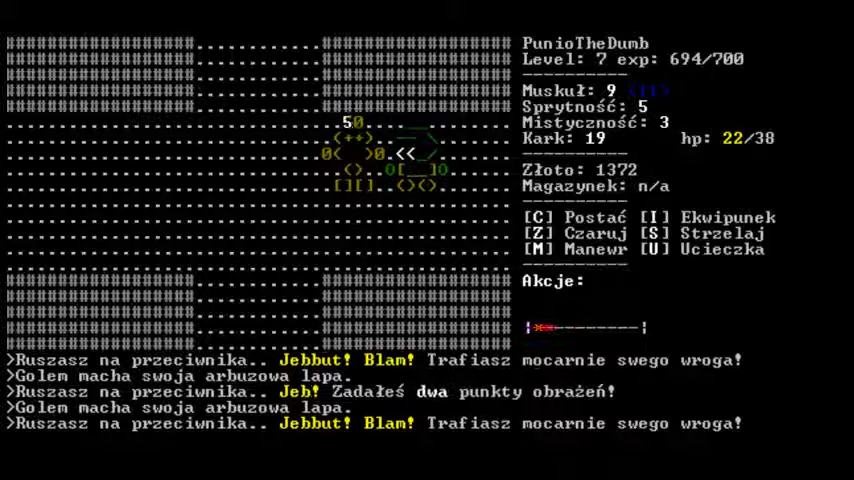 PunioTheDumb
Level: 7 exp: 694/700
Muskuł: 9
Sprytność: 5
Mistyczność: 3
Kark: 19 hp: 22/38
Złoto: 1372
Magazynek: n/a
[C] Postać [I] Ekwipunek
[Z] Czaruj [S] Strzelaj
[M] Manewr [U] Ucieczka
Akcje:
50
>Ruszasz na przeciwnika.. Jebbut! Blam! Trafiasz mocarnie swego wroga!
>Golem macha swoja arbuzowa lapa.
>Ruszasz na przeciwnika.. Jeb! Zadałeś dwa punkty obrażeń!
>Golem macha swoja arbuzowa lapa.
>Ruszasz na przeciwnika.. Jebbut! Blam! Trafiasz mocarnie swego wroga!